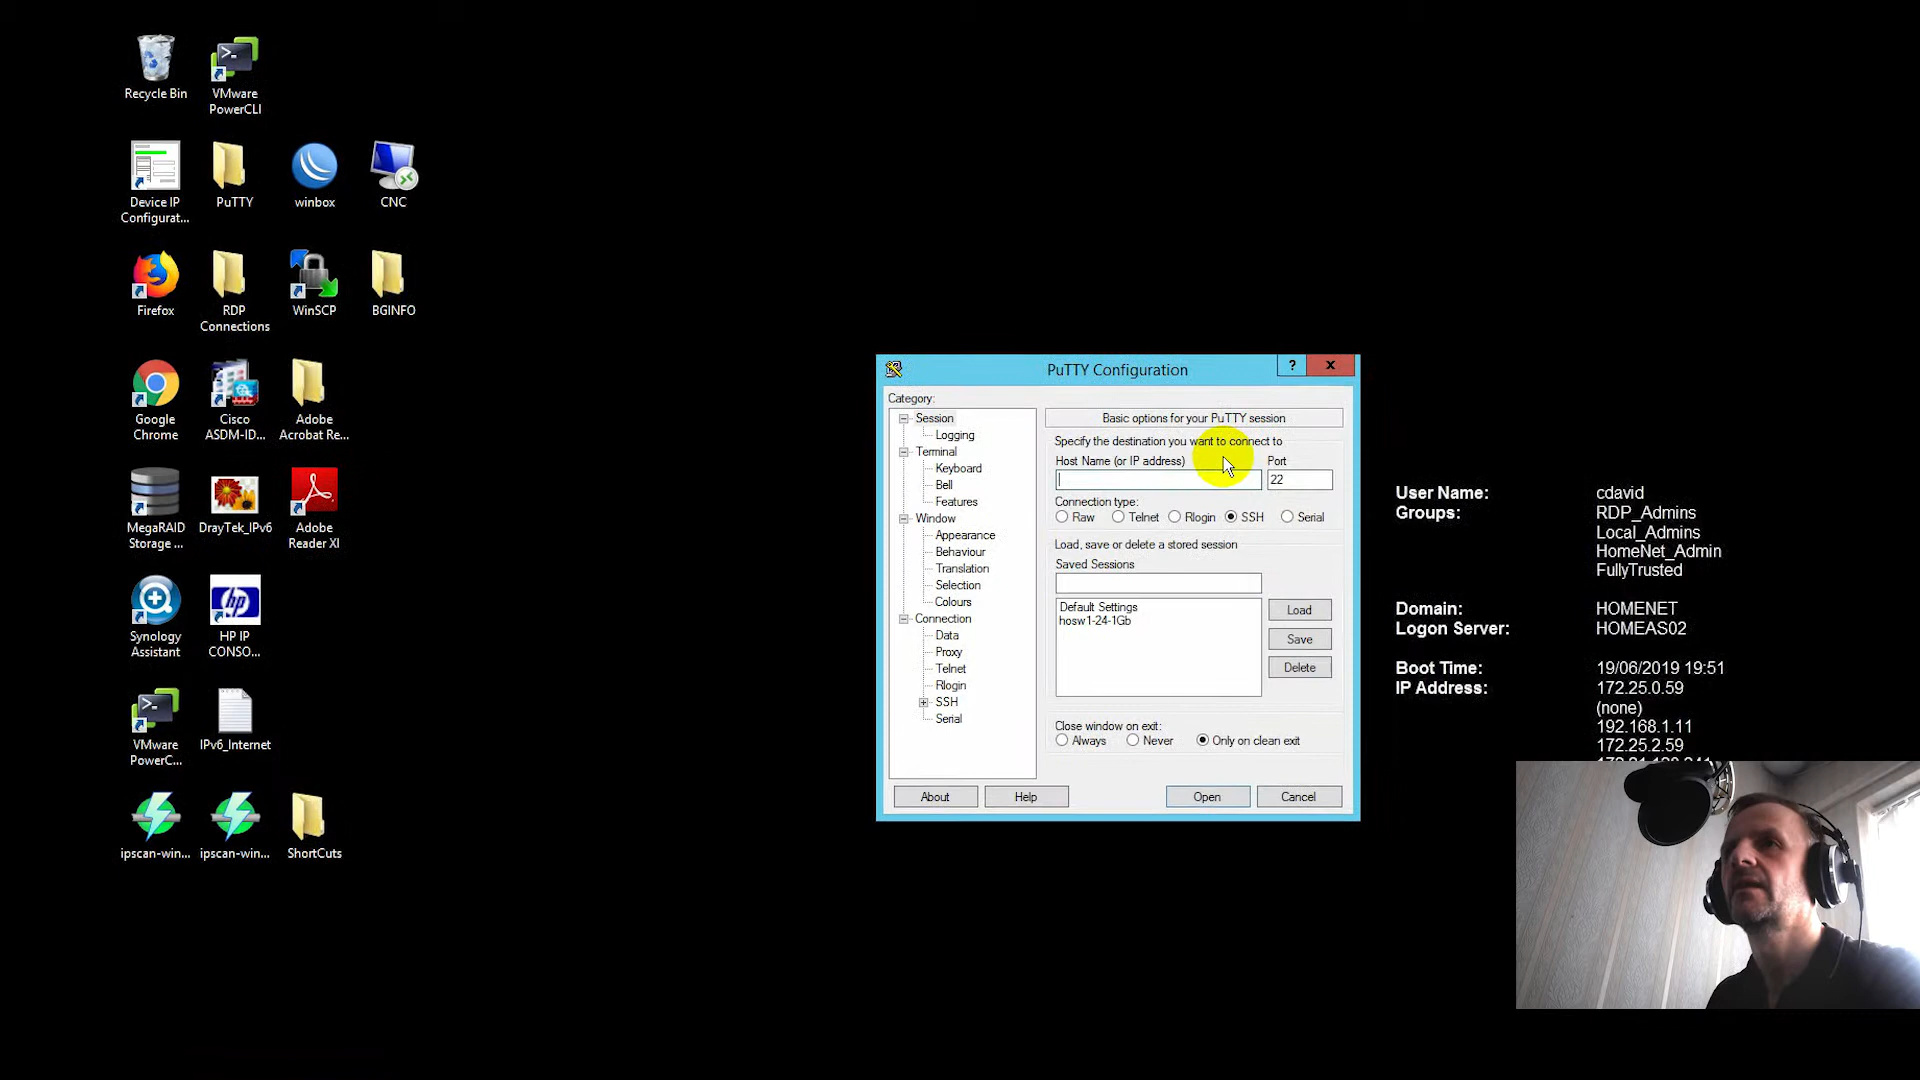 Recycle Bin
VMware
PowerCLI
Device IP
Configurat...
PuTTY
winbox
CNC
Firefox
RDP
Connections
WinSCP
BGINFO
Google
Chrome
Cisco
ASDM-ID...
Adobe
Acrobat Re...
MegaRAID
Storage ...
DrayTek_IPv6
Adobe
Reader XI
Synology
Assistant
HP IP
CONSO...
VMware
PowerC...
IPv6_Internet
ipscan-win...
ipscan-win...
ShortCuts
PuTTY Configuration
?
X
Category:
Session
Logging
Terminal
Keyboard
Bell
Features
Window
Appearance
Behaviour
Translation
Selection
Colours
Connection
Data
Proxy
Telnet
Rlogin
SSH
Serial
Basic options for your PuTTY session
Specify the destination you want to connect to
Host Name (or IP address)
Port
22
Connection type:
Raw
Telnet
Rlogin
SSH
Serial
Load, save or delete a stored session
Saved Sessions
Default Settings
hosw1-24-1Gb
Load
Save
Delete
Close window on exit:
Always
Never
Only on clean exit
About
Help
Open
Cancel
User Name: cdavid
Groups: RDP_Admins
Local_Admins
HomeNet_Admin
FullyTrusted
Domain: HOMENET
Logon Server: HOMEAS02
Boot Time: 19/06/2019 19:51
IP Address: 172.25.0.59
(none)
192.168.1.11
172.25.2.59